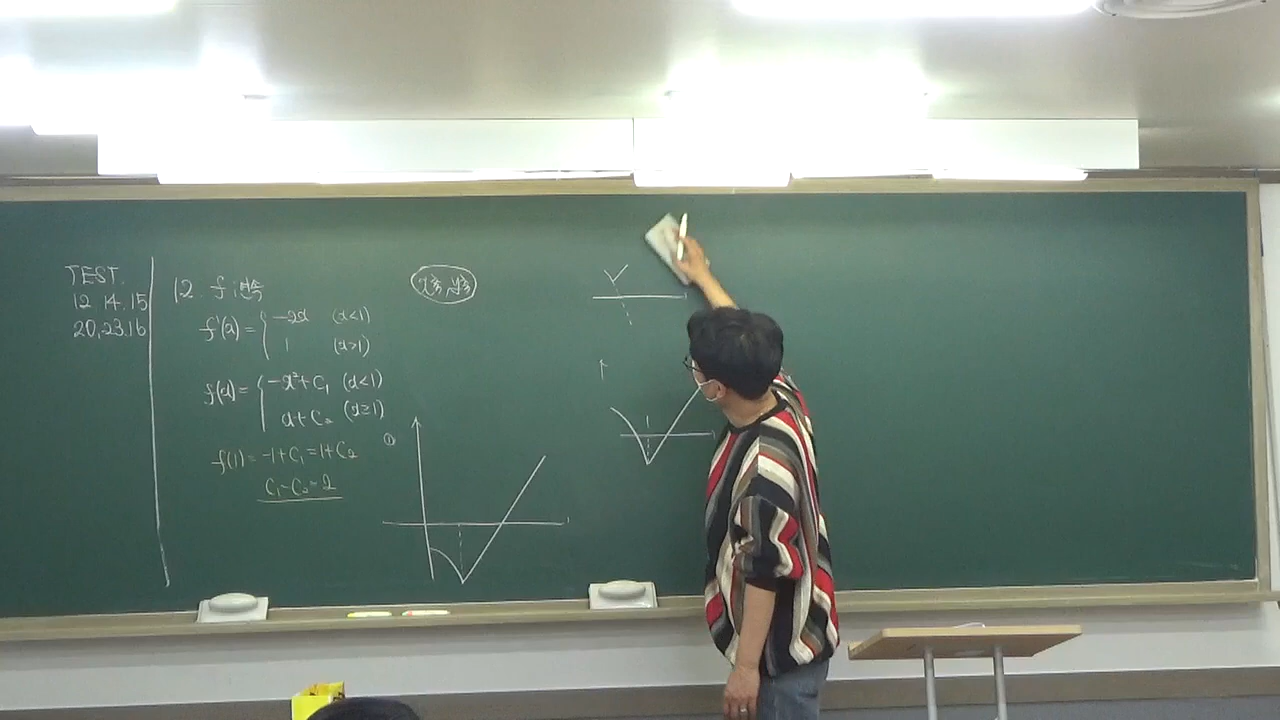 TEST.
12 14.15
20,23.16
12. f :연속
f'(x)= { -2x (x<1)
1 (x>1)
f(x)= { -x²+C₁ (x<1)
x+C₂ (x≥1)
f(1)= -1+C₁=1+C₂
C₁-C₂=2
①